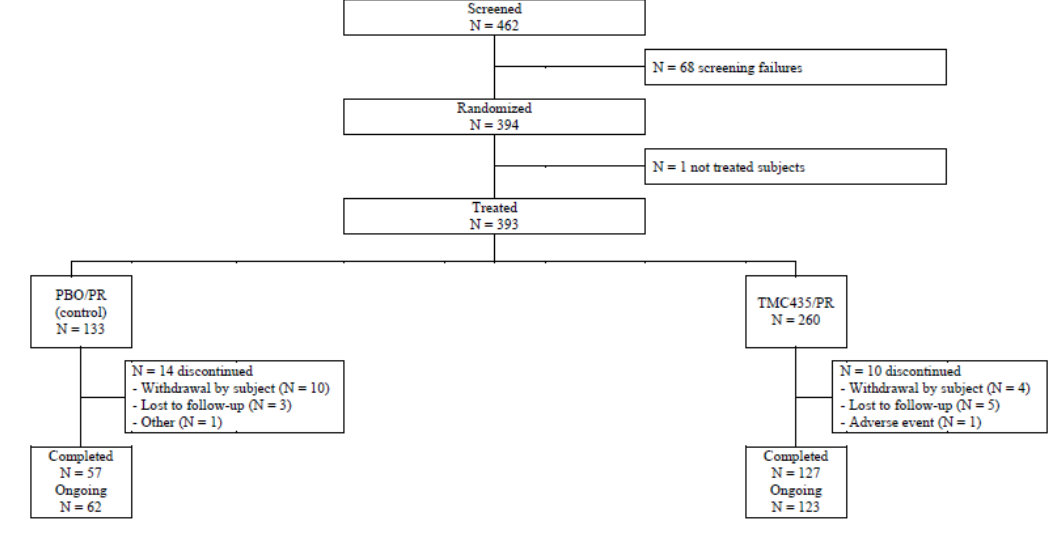 Screened
N = 462
N = 68 screening failures
Randomized
N = 394
N = 1 not treated subjects
Treated
N = 393
PBO/PR
(control)
N = 133
TMC435/PR
N = 260
N = 14 discontinued
- Withdrawal by subject (N = 10)
- Lost to follow-up (N = 3)
- Other (N = 1)
N = 10 discontinued
- Withdrawal by subject (N = 4)
- Lost to follow-up (N = 5)
- Adverse event (N = 1)
Completed
N = 57
Ongoing
N = 62
Completed
N = 127
Ongoing
N = 123